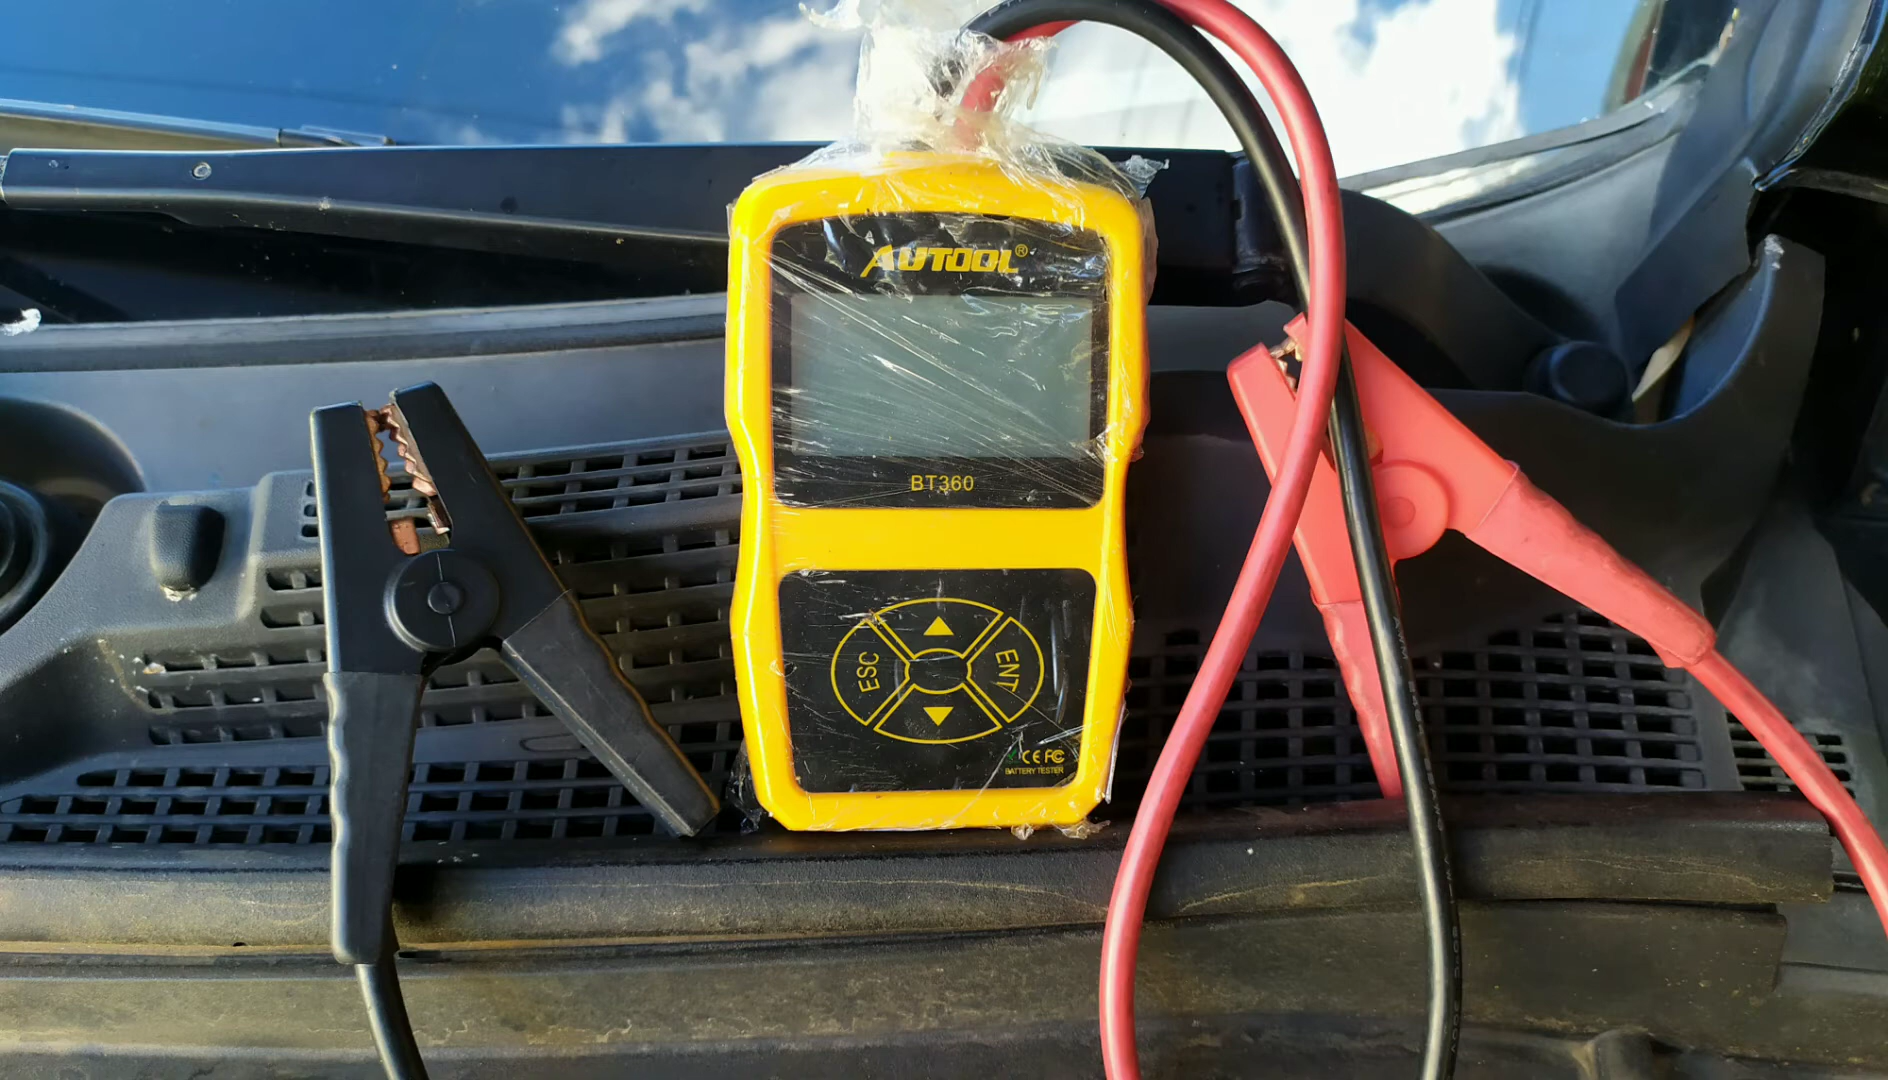 AUTOOL®
BT360
ESC
ENT
CE FC
BATTERY TESTER